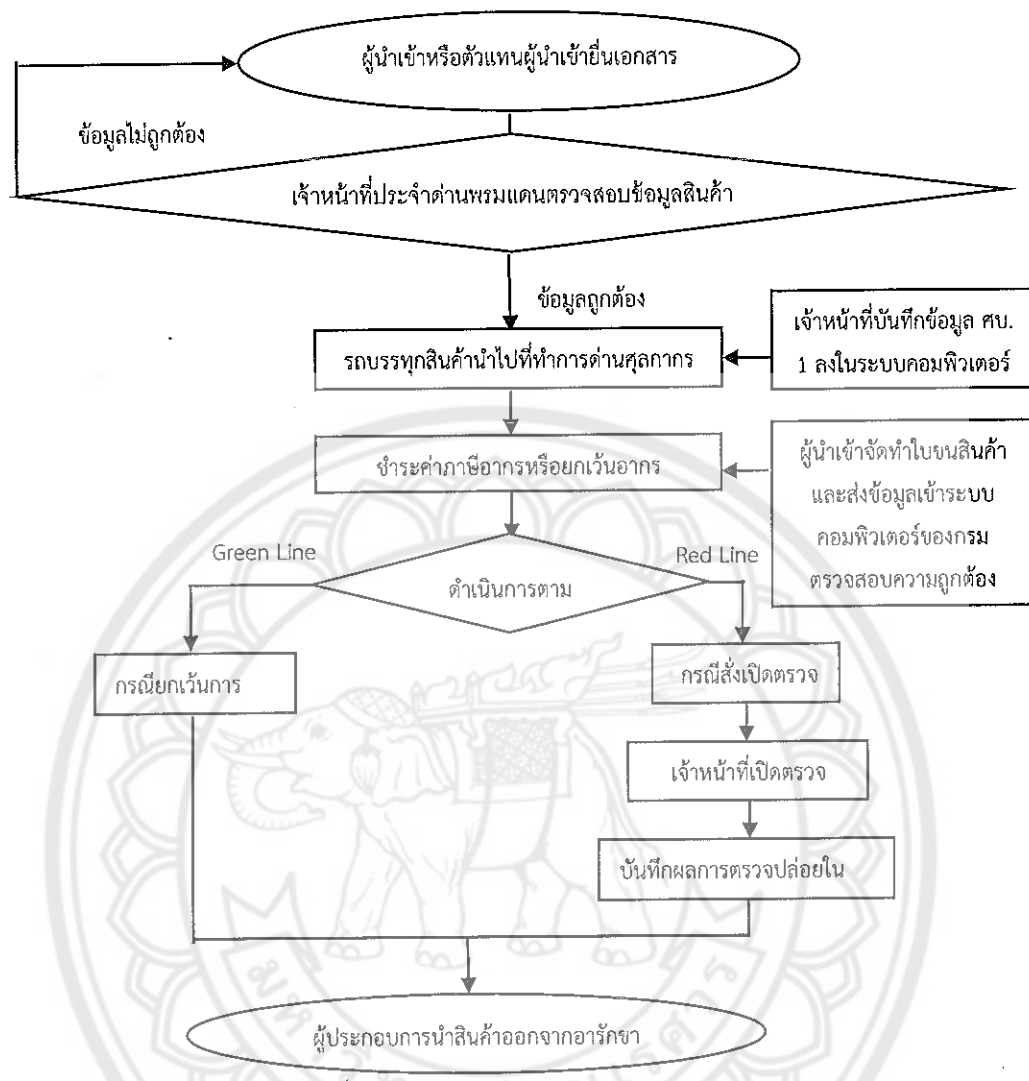 ผู้นำเข้าหรือตัวแทนผู้นำเข้ายื่นเอกสาร
ข้อมูลไม่ถูกต้อง
เจ้าหน้าที่ประจำด่านพรมแดนตรวจสอบข้อมูลสินค้า
ข้อมูลถูกต้อง
เจ้าหน้าที่บันทึกข้อมูล ศบ.
1 ลงในระบบคอมพิวเตอร์
รถบรรทุกสินค้านำไปที่ทำการด่านศุลกากร
ชำระค่าภาษีอากรหรือยกเว้นอากร
ผู้นำเข้าจัดทำใบขนสินค้า
และส่งข้อมูลเข้าระบบ
คอมพิวเตอร์ของกรม
ตรวจสอบความถูกต้อง
Green Line
Red Line
ดำเนินการตาม
กรณียกเว้นการ
กรณีสั่งเปิดตรวจ
เจ้าหน้าที่เปิดตรวจ
บันทึกผลการตรวจปล่อยใน
ผู้ประกอบการนำสินค้าออกจากอารักขา